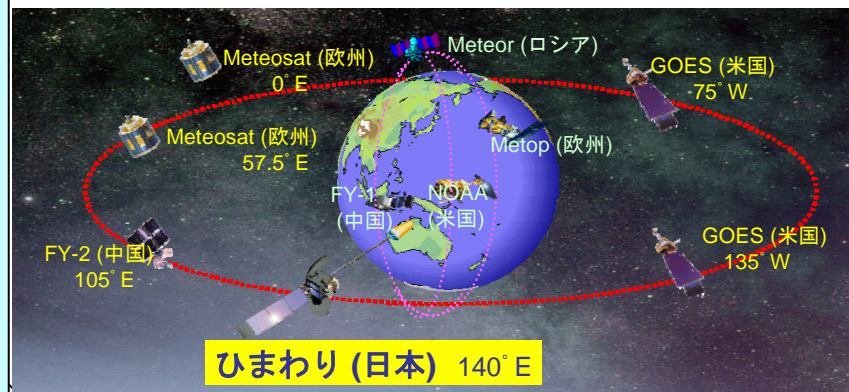 Meteor (ロシア)
Meteosat (欧州)
0°E
GOES (米国)
-75°W
Meteosat (欧州)
57.5°E
Metop (欧州)
FY-1
(中国)
NOAA
(米国)
FY-2 (中国)
105°E
GOES (米国)
135°W
ひまわり (日本) 140°E